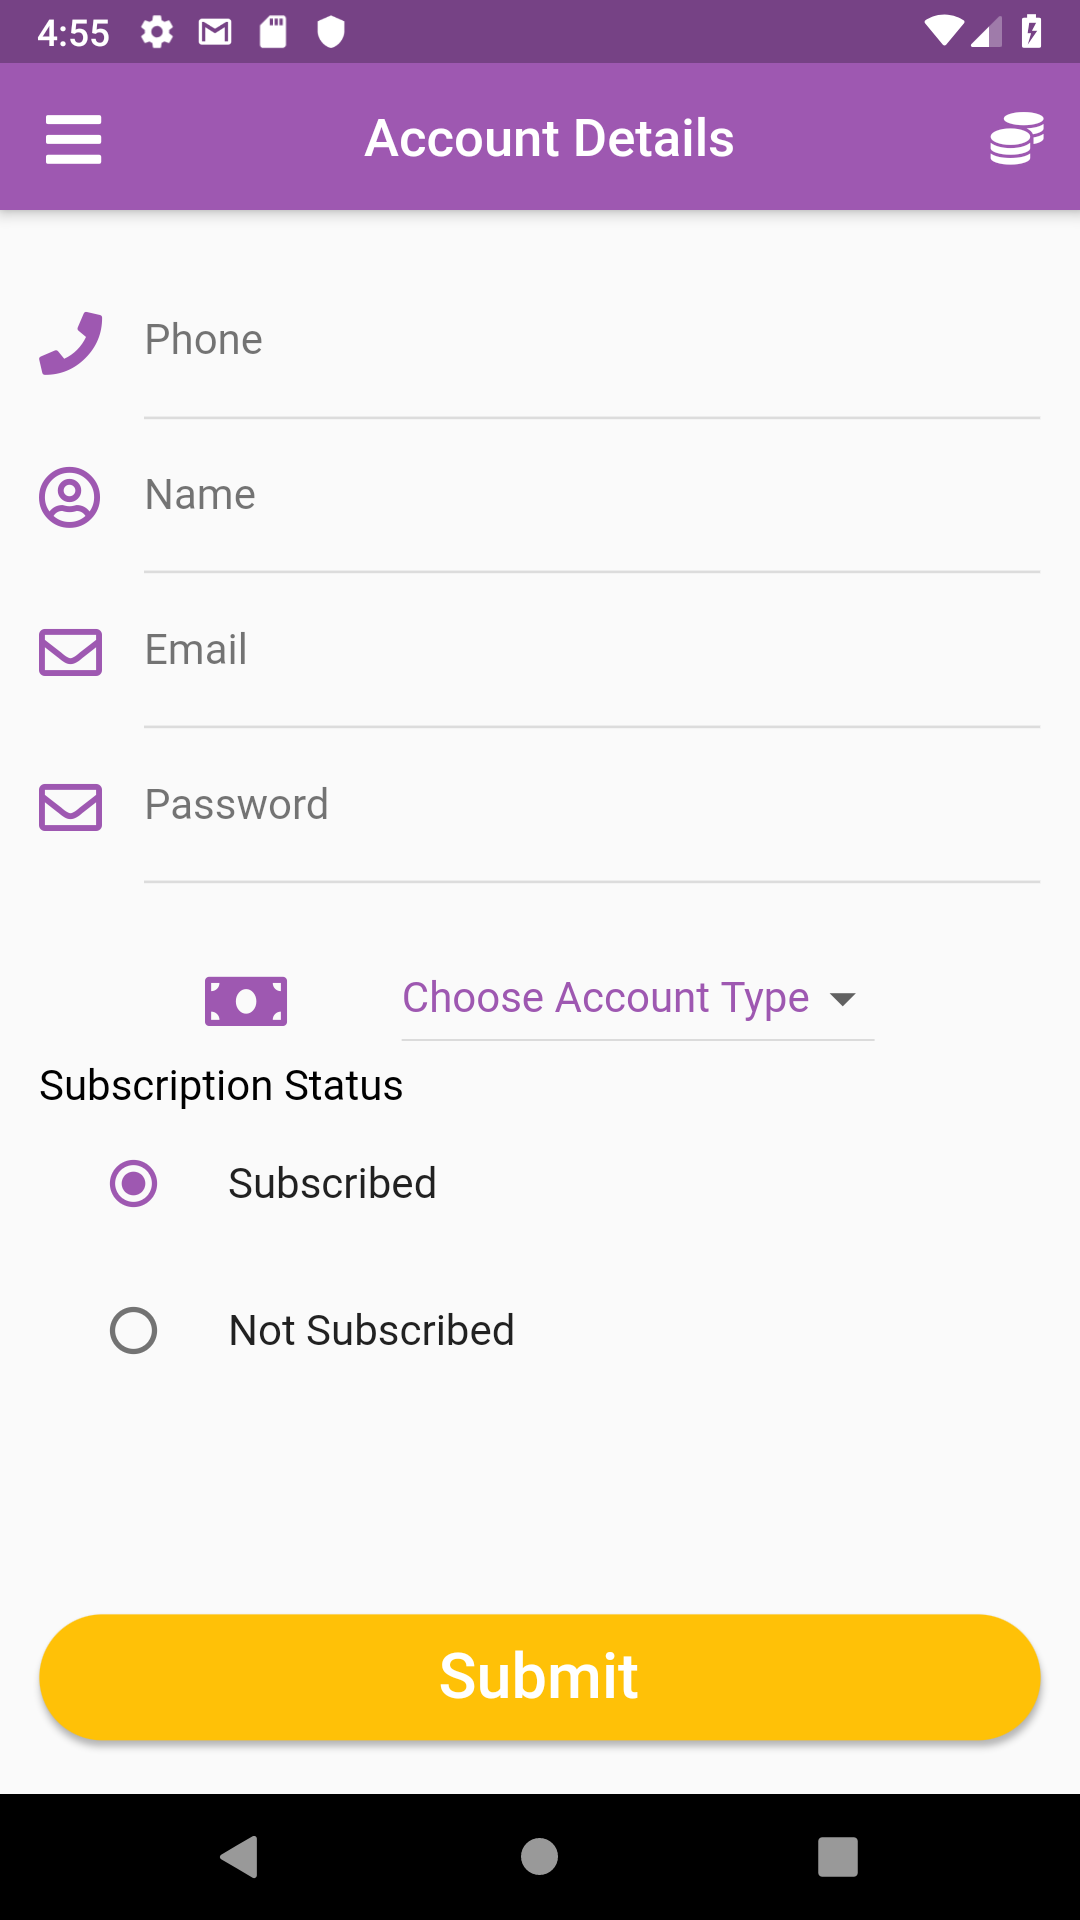 4:55
Account Details
Phone
Name
Email
Password
Choose Account Type
Subscription Status
Subscribed
Not Subscribed
Submit